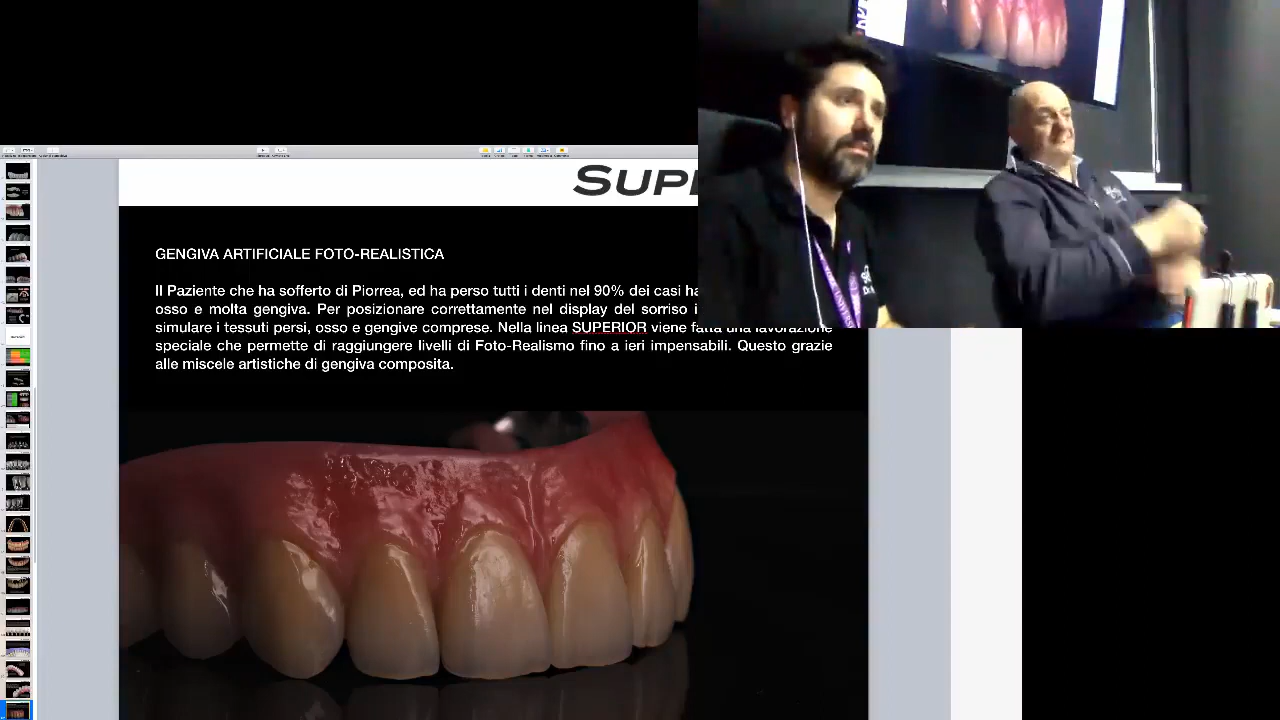 SUP
GENGIVA ARTIFICIALE FOTO-REALISTICA
Il Paziente che ha sofferto di Piorrea, ed ha perso tutti i denti nel 90% dei casi ha
osso e molta gengiva. Per posizionare correttamente nel display del sorriso i
simulare i tessuti persi, osso e gengive comprese. Nella linea SUPERIOR viene fatta una lavorazione
speciale che permette di raggiungere livelli di Foto-Realismo fino a ieri impensabili. Questo grazie
alle miscele artistiche di gengiva composita.